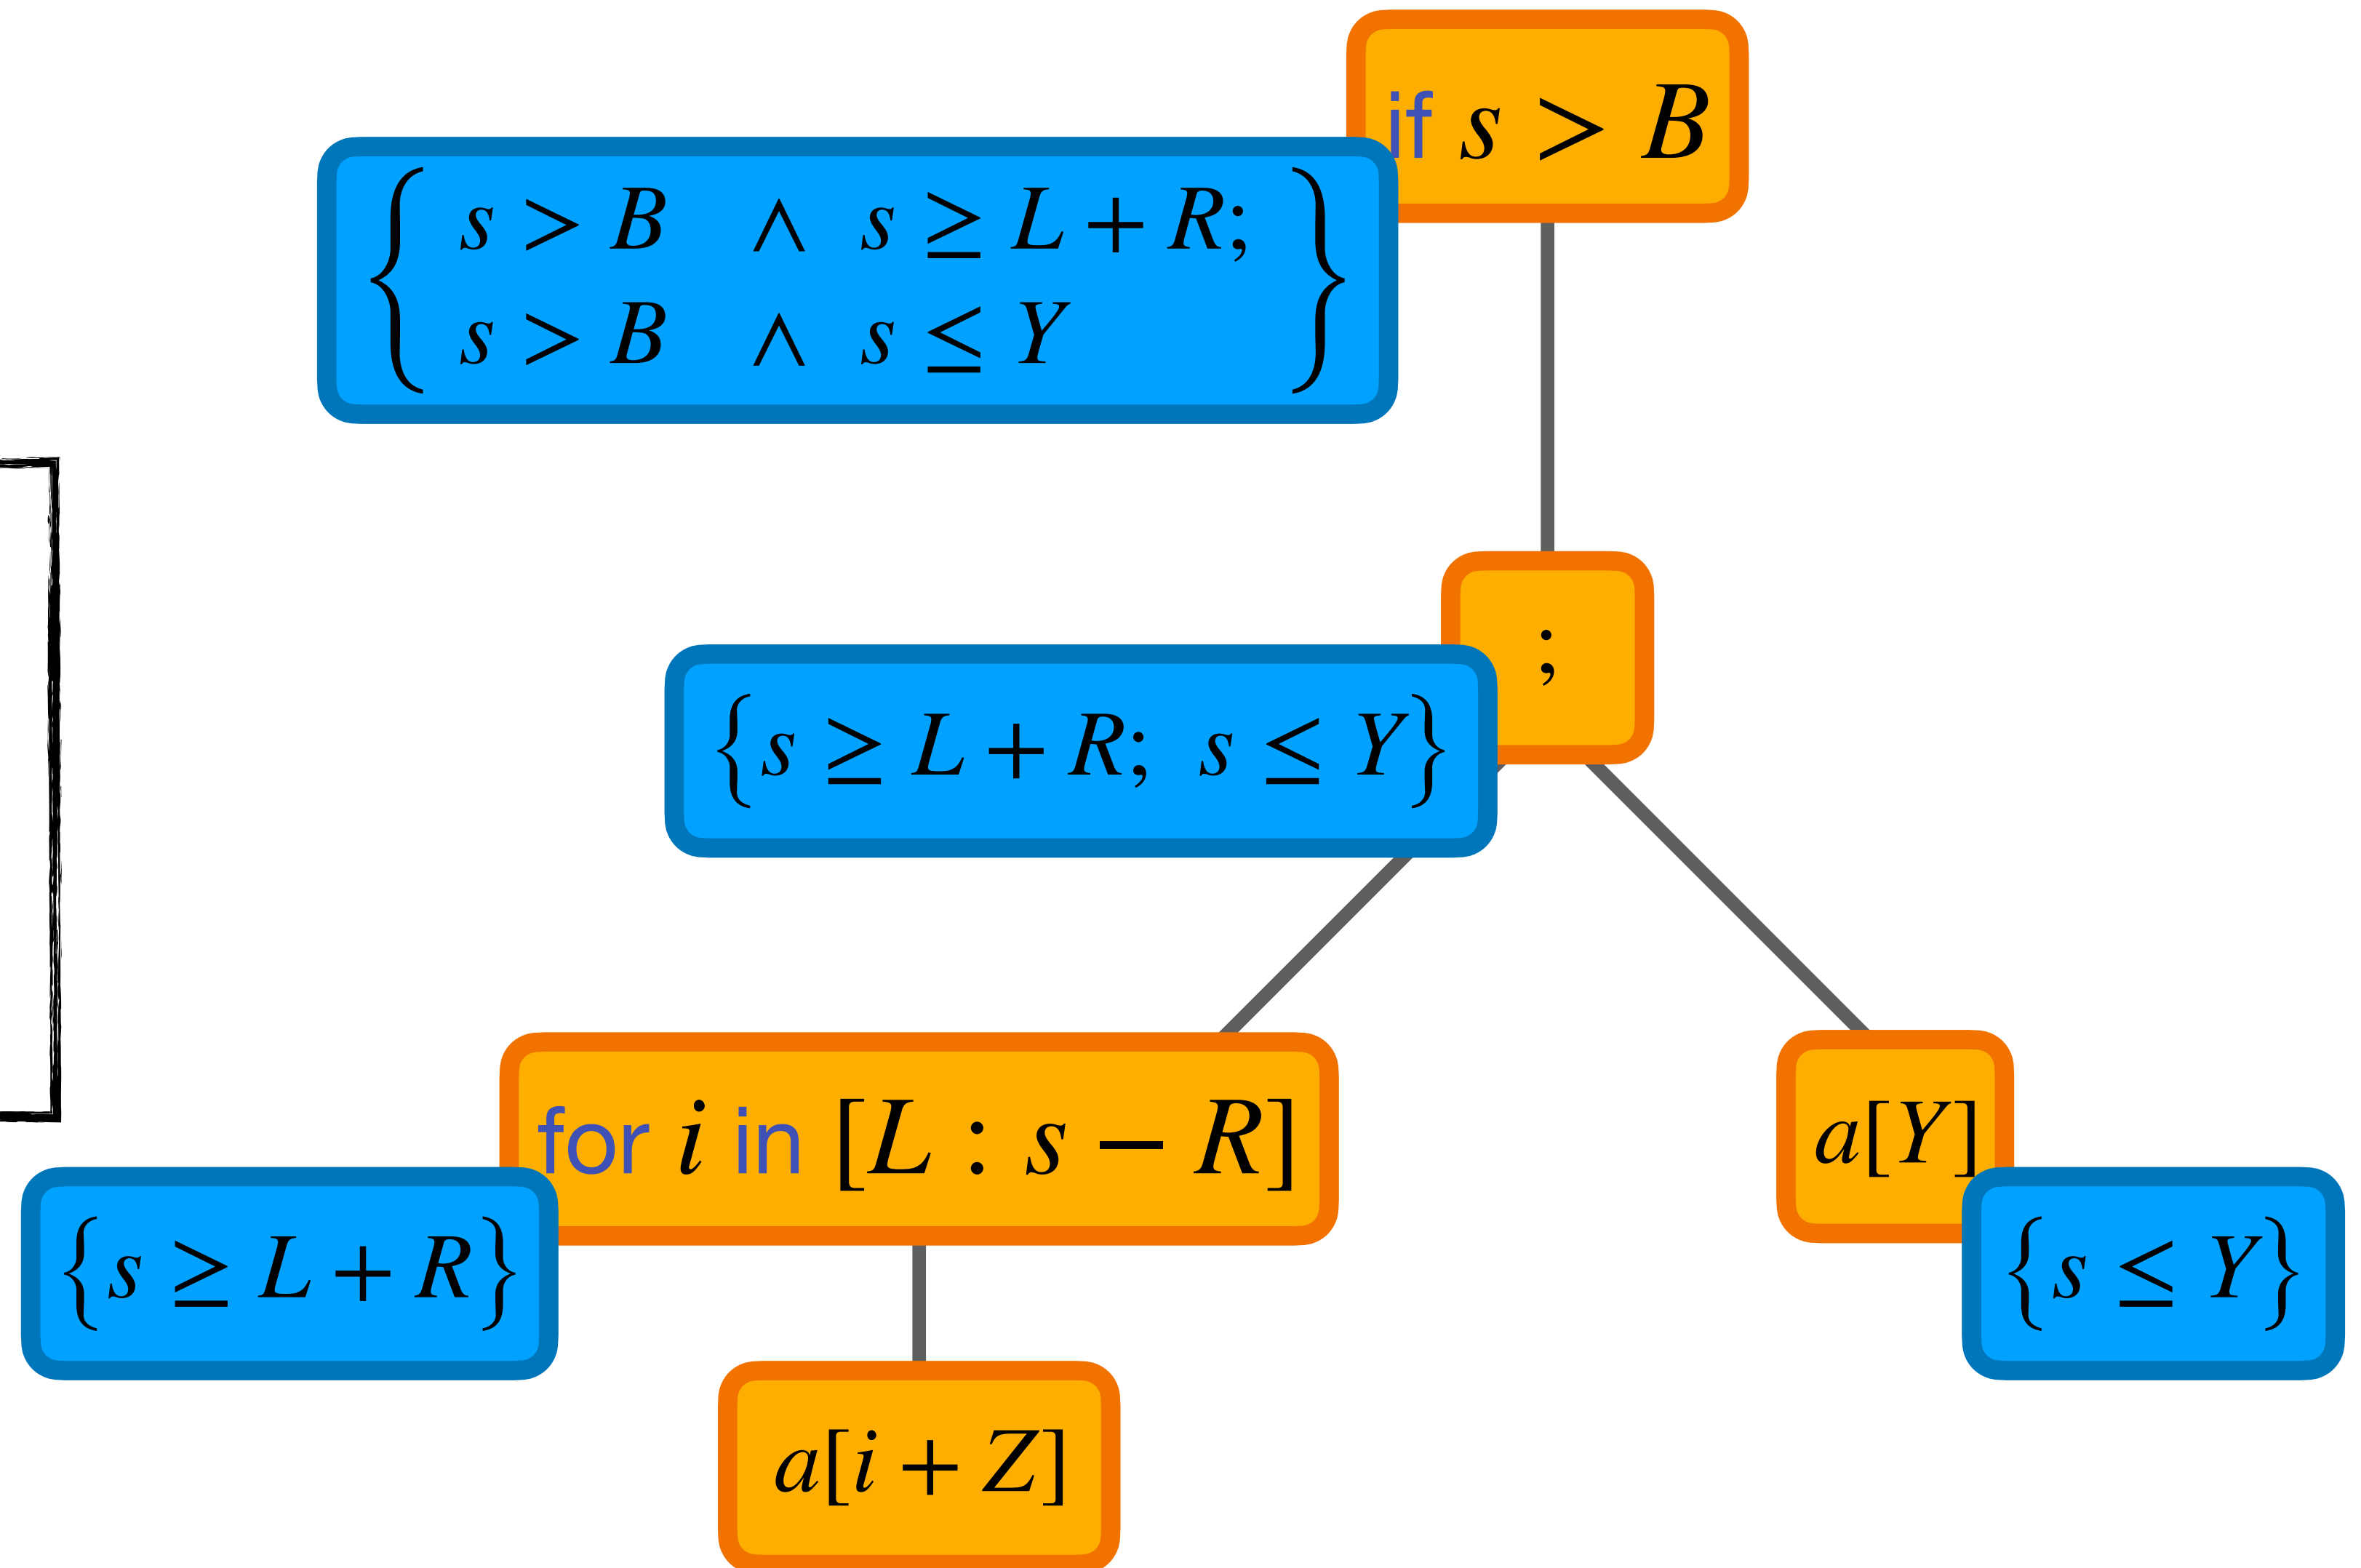 if s > B
s > B ∧ s ≥ L + R;
s > B ∧ s ≤ Y
;
{s ≥ L + R; s ≤ Y}
for i in [L : s − R]
a[Y]
{s ≥ L + R}
{s ≤ Y}
a[i + Z]